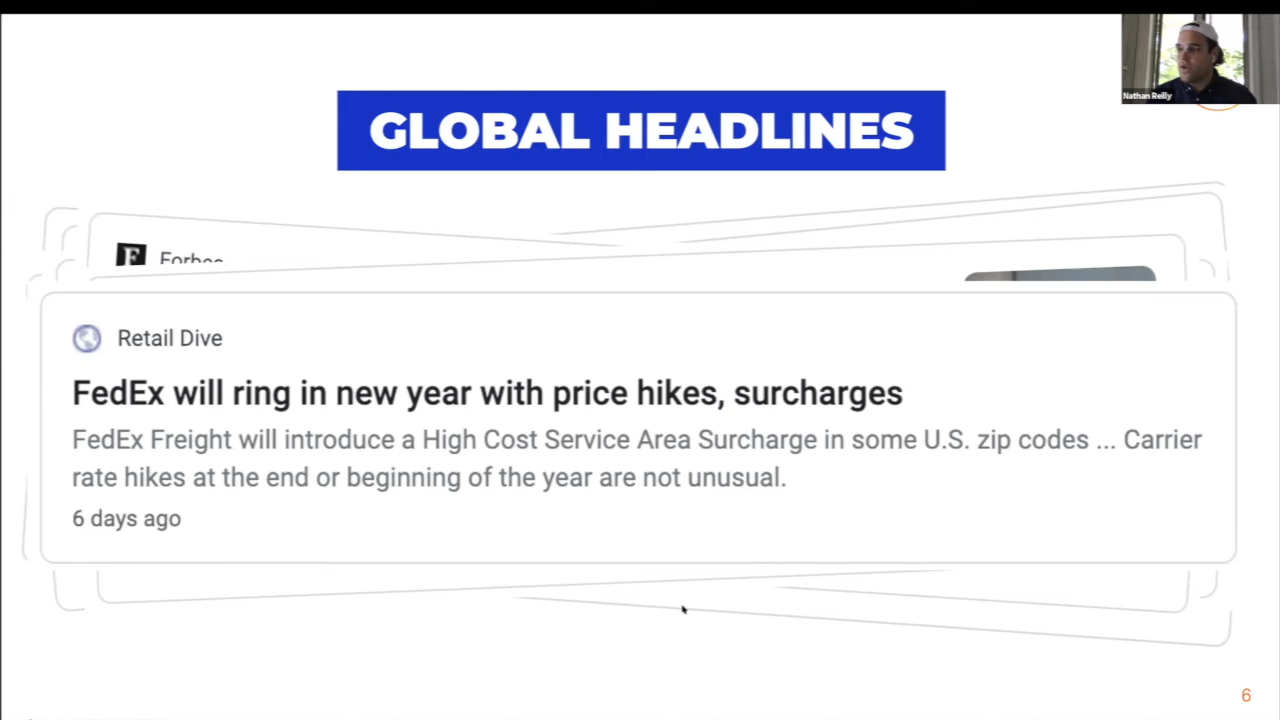 Nathan Reilly
GLOBAL HEADLINES
Forbes
Retail Dive
FedEx will ring in new year with price hikes, surcharges
FedEx Freight will introduce a High Cost Service Area Surcharge in some U.S. zip codes ... Carrier
rate hikes at the end or beginning of the year are not unusual.
6 days ago
6